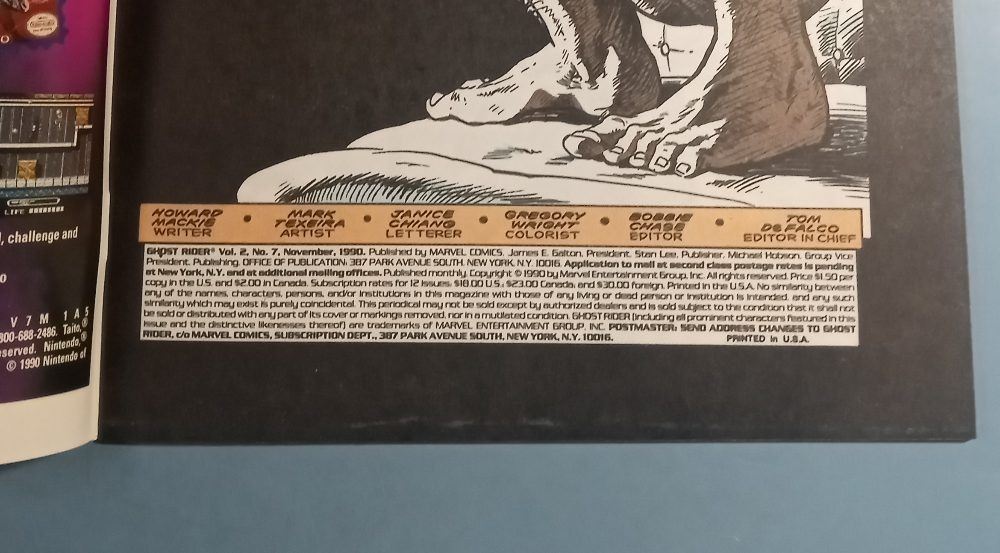 O
LIFE
, challenge and
o
V7M 1A5
800-688-2486. Taito,®
eserved. Nintendo,®
© 1990 Nintendo of
HOWARD MACKIE WRITER • MARK TEXEIRA ARTIST • JANICE CHIANG LETTERER • GREGORY WRIGHT COLORIST • BOBBIE CHASE EDITOR • TOM DeFALCO EDITOR IN CHIEF
GHOST RIDER® Vol. 2, No. 7, November, 1990. Published by MARVEL COMICS. James E. Galton, President. Stan Lee, Publisher. Michael Hobson, Group Vice
President, Publishing. OFFICE OF PUBLICATION: 387 PARK AVENUE SOUTH, NEW YORK, N.Y. 10016. Application to mail at second class postage rates is pending
at New York, N.Y. and at additional mailing offices. Published monthly. Copyright © 1990 by Marvel Entertainment Group, Inc. All rights reserved. Price $1.50 per
copy in the U.S. and $2.00 in Canada. Subscription rates for 12 issues: $18.00 U.S.; $23.00 Canada; and $30.00 foreign. Printed in the U.S.A. No similarity between
any of the names, characters, persons, and/or institutions in this magazine with those of any living or dead person or institution is intended, and any such
similarity which may exist is purely coincidental. This periodical may not be sold except by authorized dealers and is sold subject to the condition that it shall not
be sold or distributed with any part of its cover or markings removed, nor in a mutilated condition. GHOST RIDER (including all prominent characters featured in this
issue and the distinctive likenesses thereof) are trademarks of MARVEL ENTERTAINMENT GROUP, INC. POSTMASTER: SEND ADDRESS CHANGES TO GHOST
RIDER, c/o MARVEL COMICS, SUBSCRIPTION DEPT., 387 PARK AVENUE SOUTH, NEW YORK, N.Y. 10016. PRINTED in U.S.A.